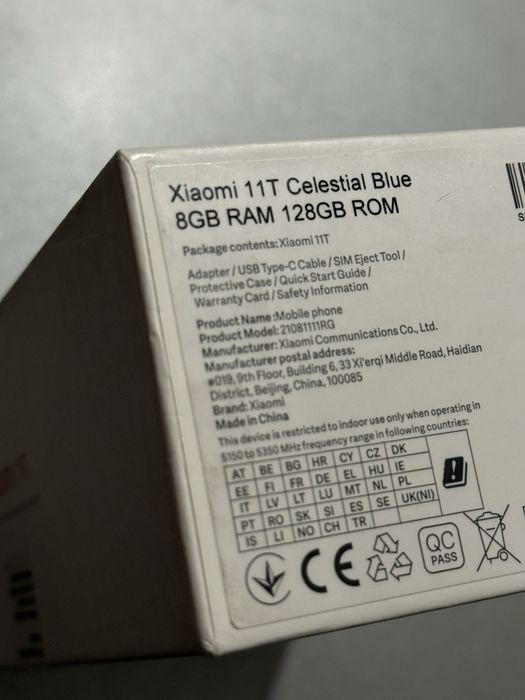 Xiaomi 11T Celestial Blue
8GB RAM 128GB ROM
Package contents:Xiaomi 11T
Adapter / USB Type-C Cable / SIM Eject Tool /
Protective Case / Quick Start Guide /
Warranty Card / Safety Information
Product Name:Mobile phone
Product Model:21081111RG
Manufacturer: Xiaomi Communications Co., Ltd.
Manufacturer postal address:
#019, 9th Floor, Building 6, 33 Xi'erqi Middle Road, Haidian
District, Beijing, China, 100085
Brand: Xiaomi
Made in China
This device is restricted to indoor use only when operating in
5150 to 5350 MHz frequency range in following countries:
AT BE BG HR CY CZ DK
EE FI FR DE EL HU IE
IT LV LT LU MT NL PL
PT RO SK SI ES SE UK(NI)
IS LI NO CH TR
CE
QC
PASS